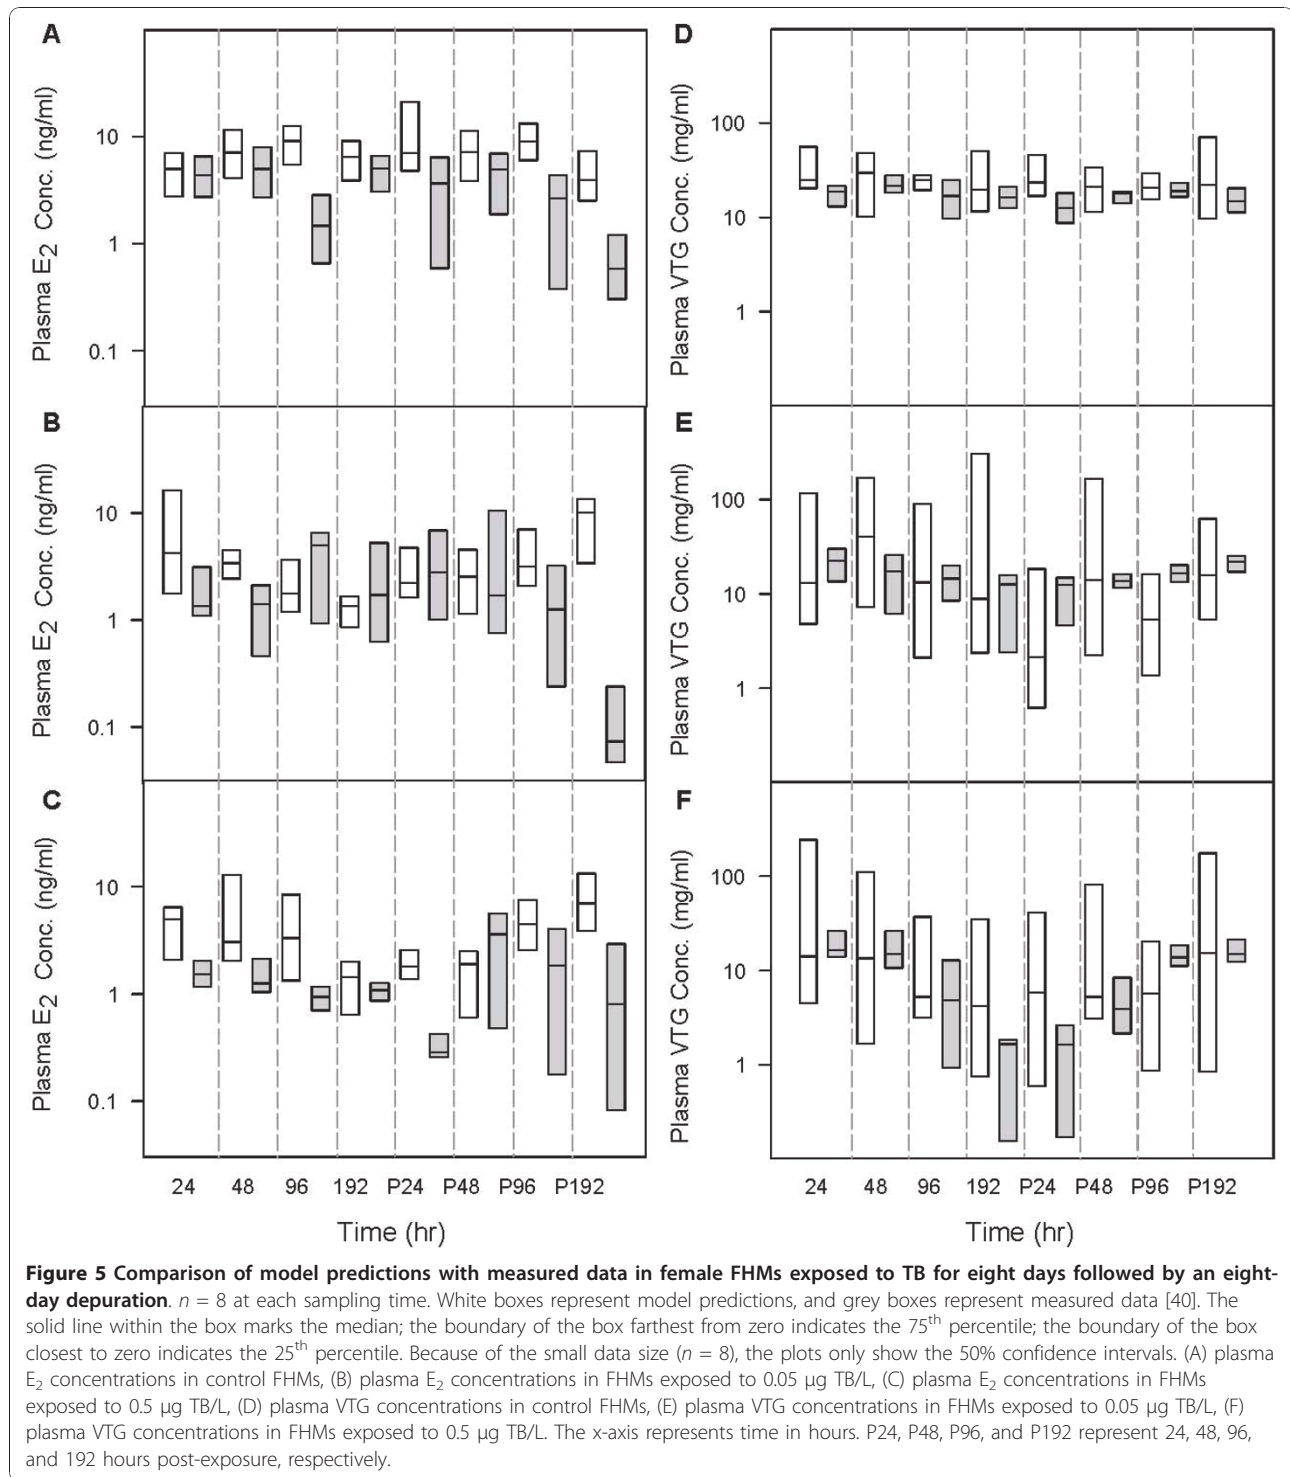 A
Plasma E2 Conc. (ng/ml)
10
1
0.1
B
Plasma E2 Conc. (ng/ml)
10
1
0.1
C
Plasma E2 Conc. (ng/ml)
10
1
0.1
24 48 96 192 P24 P48 P96 P192
Time (hr)
D
Plasma VTG Conc. (mg/ml)
100
10
1
E
Plasma VTG Conc. (mg/ml)
100
10
1
F
Plasma VTG Conc. (mg/ml)
100
10
1
24 48 96 192 P24 P48 P96 P192
Time (hr)
Figure 5 Comparison of model predictions with measured data in female FHMs exposed to TB for eight days followed by an eight-
day depuration. n = 8 at each sampling time. White boxes represent model predictions, and grey boxes represent measured data [40]. The
solid line within the box marks the median; the boundary of the box farthest from zero indicates the 75th percentile; the boundary of the box
closest to zero indicates the 25th percentile. Because of the small data size (n = 8), the plots only show the 50% confidence intervals. (A) plasma
E2 concentrations in control FHMs, (B) plasma E2 concentrations in FHMs exposed to 0.05 μg TB/L, (C) plasma E2 concentrations in FHMs
exposed to 0.5 μg TB/L, (D) plasma VTG concentrations in control FHMs, (E) plasma VTG concentrations in FHMs exposed to 0.05 μg TB/L, (F)
plasma VTG concentrations in FHMs exposed to 0.5 μg TB/L. The x-axis represents time in hours. P24, P48, P96, and P192 represent 24, 48, 96,
and 192 hours post-exposure, respectively.